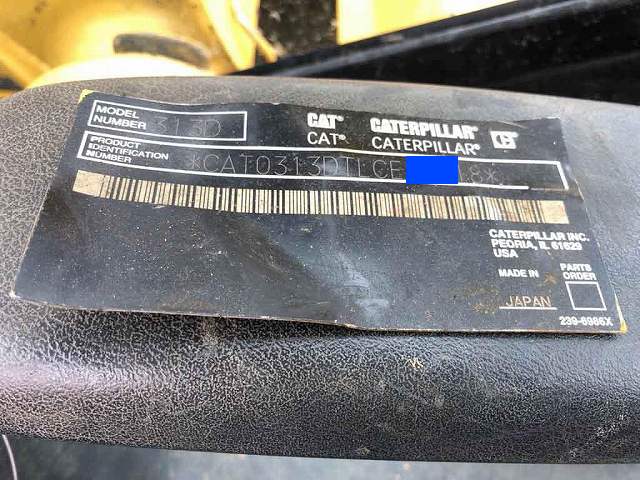 MODEL NUMBER 313D
CAT® CATERPILLAR®
CAT® CATERPILLAR®
PRODUCT IDENTIFICATION NUMBER
*CAT0313DTLCF 8*
CATERPILLAR INC.
PEORIA, IL 61629
USA
MADE IN
JAPAN
PARTS ORDER
239-6986X